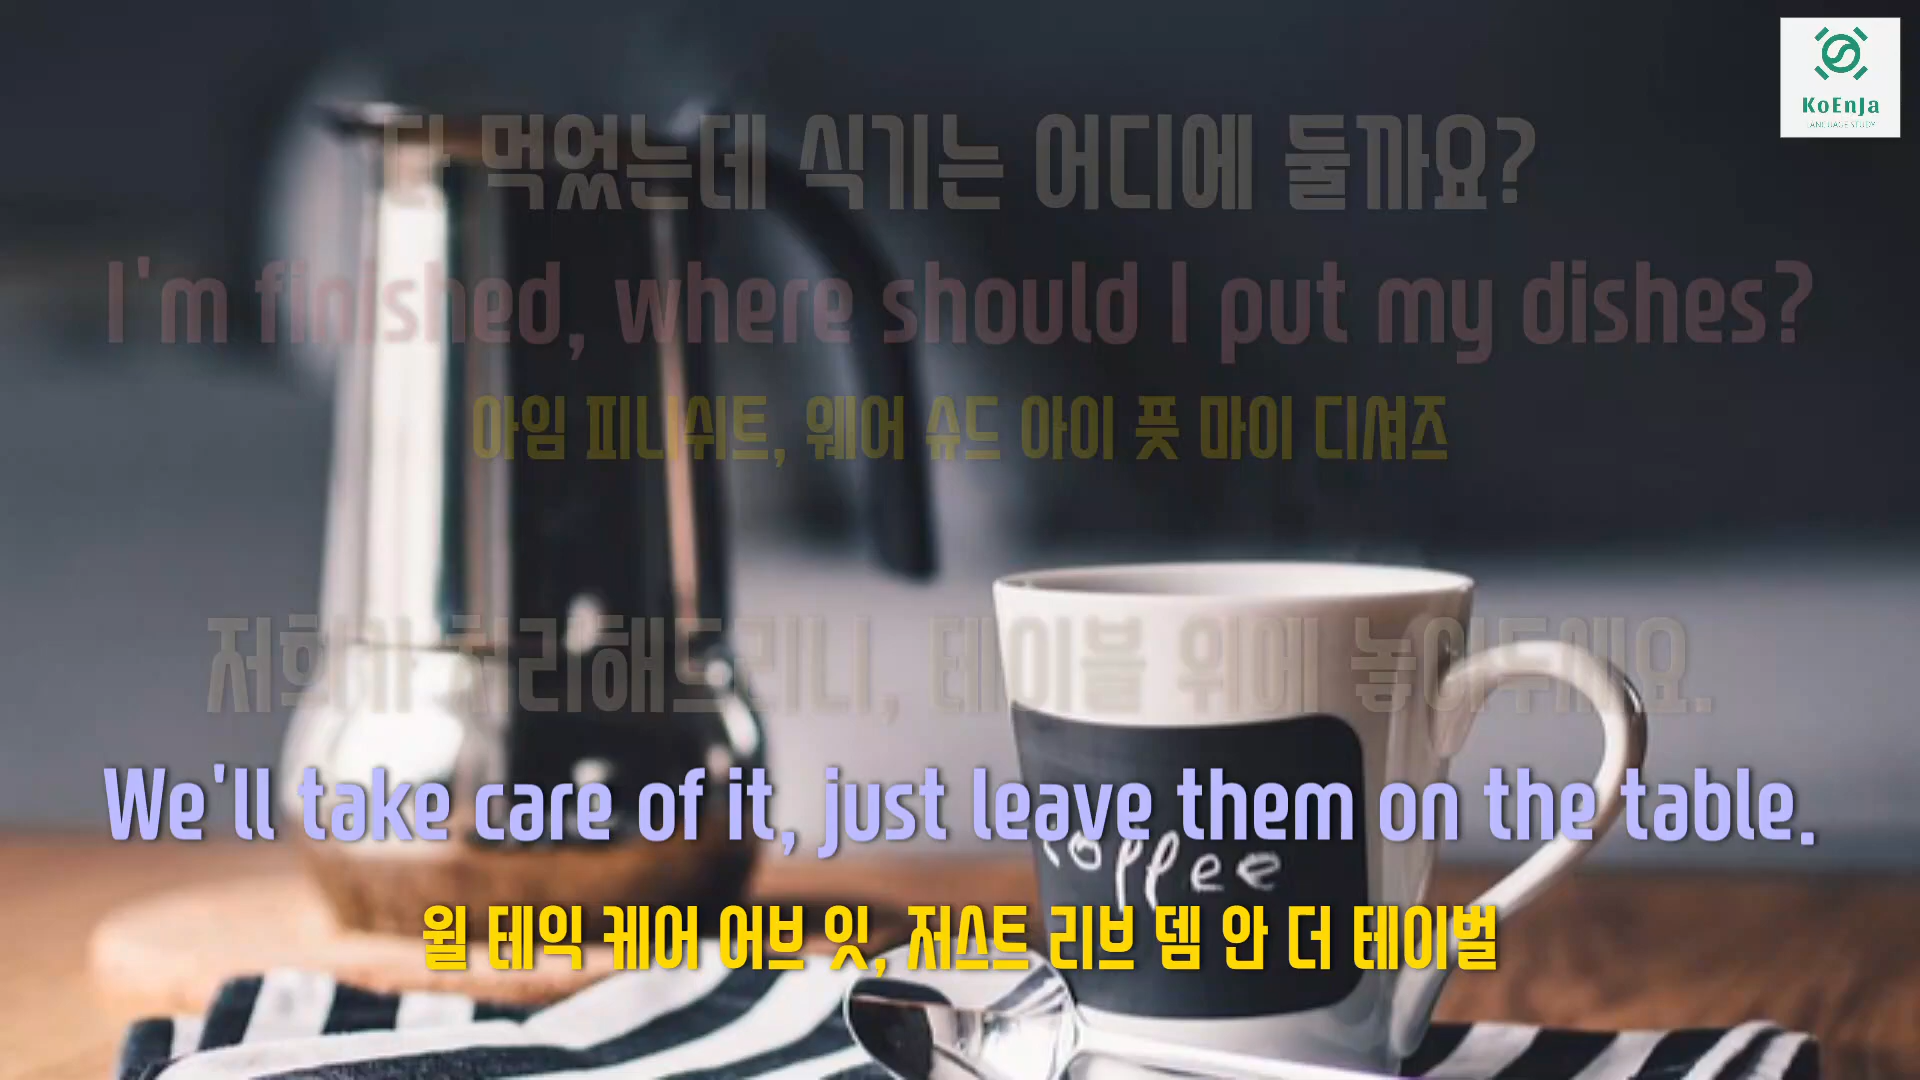 KoEnJa
LANGUAGE STUDY
다 먹었는데 식기는 어디에 둘까요?
I'm finished, where should I put my dishes?
아임 피니쉬트, 웨어 슈드 아이 풋 마이 디셔즈
저희가 처리해드리니, 테이블 위에 놓아두세요.
We'll take care of it, just leave them on the table.
coffee
윌 테익 케어 어브 잇, 저스트 리브 뎀 안 더 테이벌